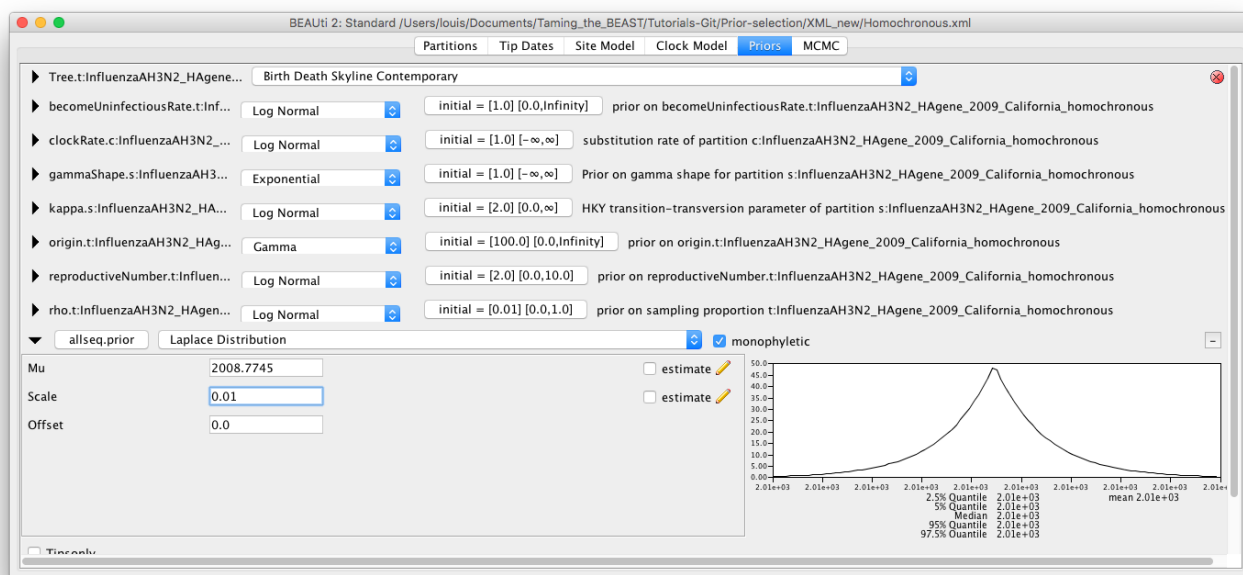 BEAUti 2: Standard /Users/louis/Documents/Taming_the_BEAST/Tutorials-Git/Prior-selection/XML_new/Homochronous.xml
Partitions Tip Dates Site Model Clock Model Priors MCMC
Tree.t:InfluenzaAH3N2_HAgene... Birth Death Skyline Contemporary
becomeUninfectiousRate.t:Inf... Log Normal initial = [1.0] [0.0,Infinity] prior on becomeUninfectiousRate.t:InfluenzaAH3N2_HAgene_2009_California_homochronous
clockRate.c:InfluenzaAH3N2_... Log Normal initial = [1.0] [-∞,∞] substitution rate of partition c:InfluenzaAH3N2_HAgene_2009_California_homochronous
gammaShape.s:InfluenzaAH3... Exponential initial = [1.0] [-∞,∞] Prior on gamma shape for partition s:InfluenzaAH3N2_HAgene_2009_California_homochronous
kappa.s:InfluenzaAH3N2_HA... Log Normal initial = [2.0] [0.0,∞] HKY transition-transversion parameter of partition s:InfluenzaAH3N2_HAgene_2009_California_homochronous
origin.t:InfluenzaAH3N2_HAg... Gamma initial = [100.0] [0.0,Infinity] prior on origin.t:InfluenzaAH3N2_HAgene_2009_California_homochronous
reproductiveNumber.t:Influen... Log Normal initial = [2.0] [0.0,10.0] prior on reproductiveNumber.t:InfluenzaAH3N2_HAgene_2009_California_homochronous
rho.t:InfluenzaAH3N2_HAgen... Log Normal initial = [0.01] [0.0,1.0] prior on sampling proportion t:InfluenzaAH3N2_HAgene_2009_California_homochronous
allseq.prior Laplace Distribution monophyletic -
Mu 2008.7745 estimate
Scale 0.01 estimate
Offset 0.0
50.0
45.0
40.0
35.0
30.0
25.0
20.0
15.0
10.0
5.00
0.00
2.01e+03 2.01e+03 2.01e+03 2.01e+03 2.01e+03 2.01e+03 2.01e+03 2.01e+03 2.01e+03 2.01e+
2.5% Quantile 2.01e+03 mean 2.01e+03
5% Quantile 2.01e+03
Median 2.01e+03
95% Quantile 2.01e+03
97.5% Quantile 2.01e+03
Tipsonly